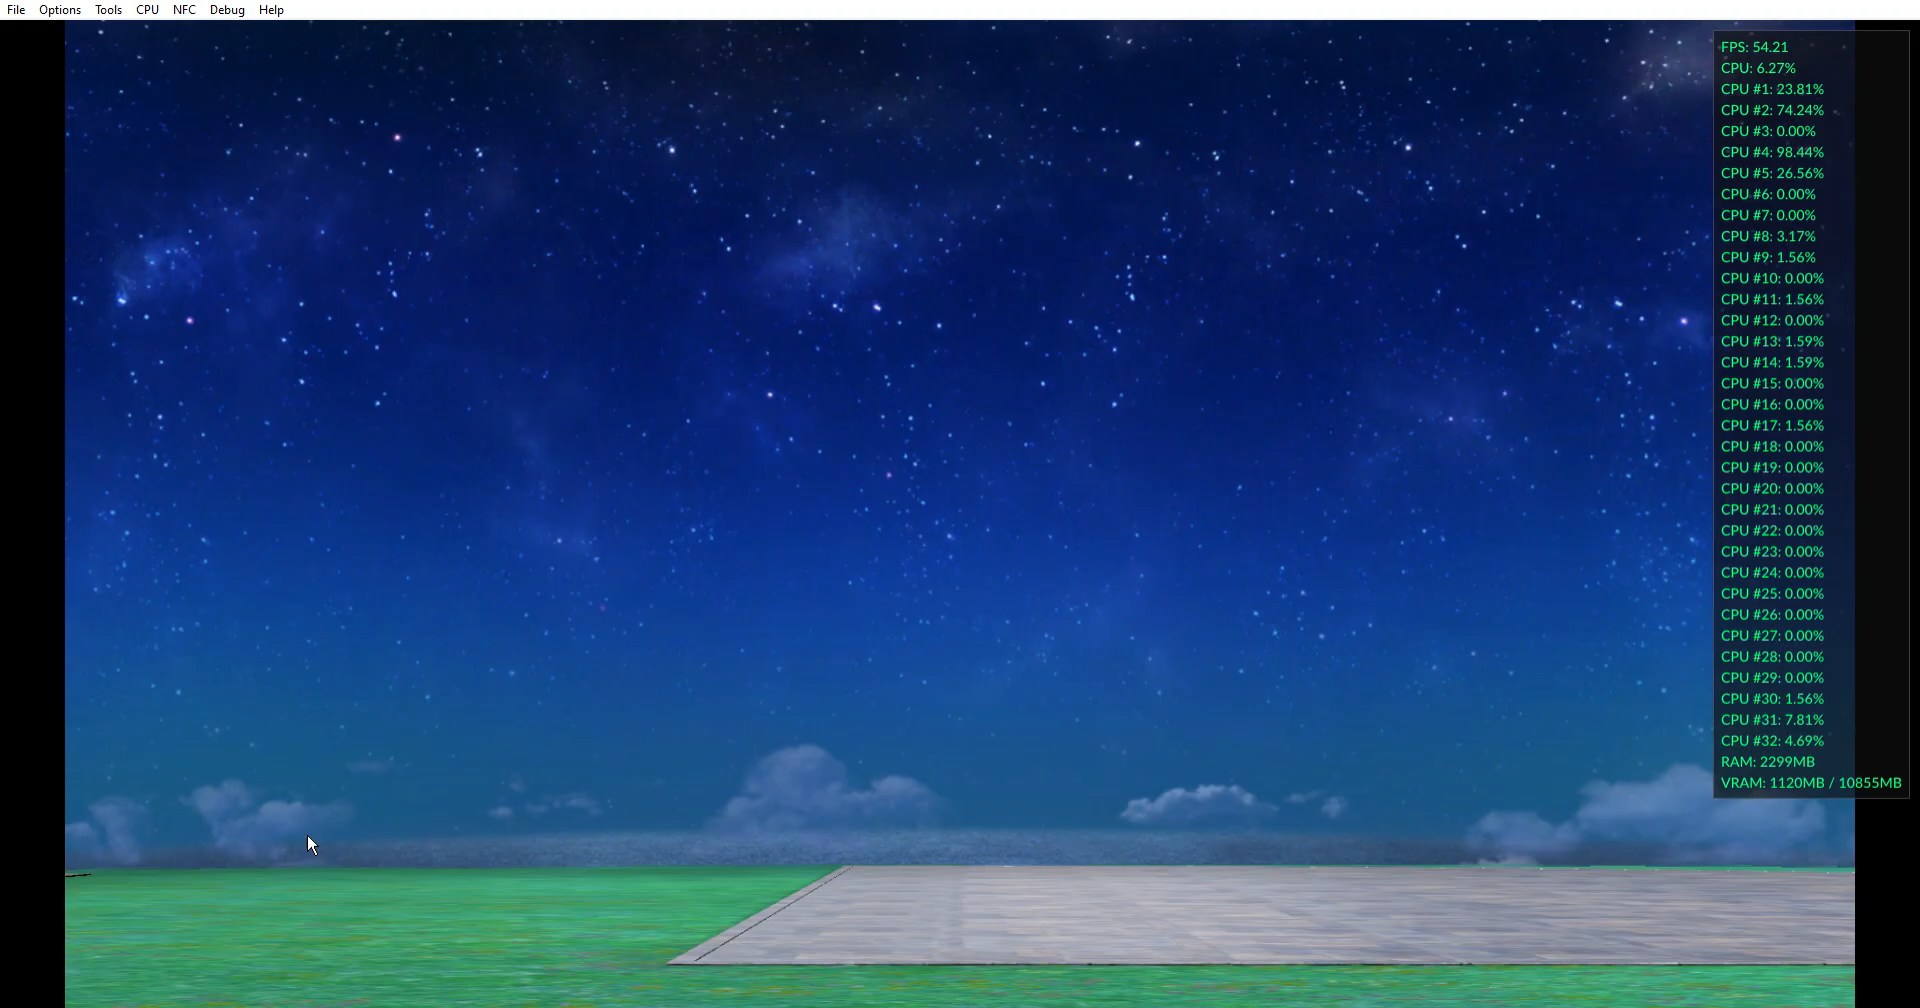 File Options Tools CPU NFC Debug Help
FPS: 54.21
CPU: 6.27%
CPU #1: 23.81%
CPU #2: 74.24%
CPU #3: 0.00%
CPU #4: 98.44%
CPU #5: 26.56%
CPU #6: 0.00%
CPU #7: 0.00%
CPU #8: 3.17%
CPU #9: 1.56%
CPU #10: 0.00%
CPU #11: 1.56%
CPU #12: 0.00%
CPU #13: 1.59%
CPU #14: 1.59%
CPU #15: 0.00%
CPU #16: 0.00%
CPU #17: 1.56%
CPU #18: 0.00%
CPU #19: 0.00%
CPU #20: 0.00%
CPU #21: 0.00%
CPU #22: 0.00%
CPU #23: 0.00%
CPU #24: 0.00%
CPU #25: 0.00%
CPU #26: 0.00%
CPU #27: 0.00%
CPU #28: 0.00%
CPU #29: 0.00%
CPU #30: 1.56%
CPU #31: 7.81%
CPU #32: 4.69%
RAM: 2299MB
VRAM: 1120MB / 10855MB